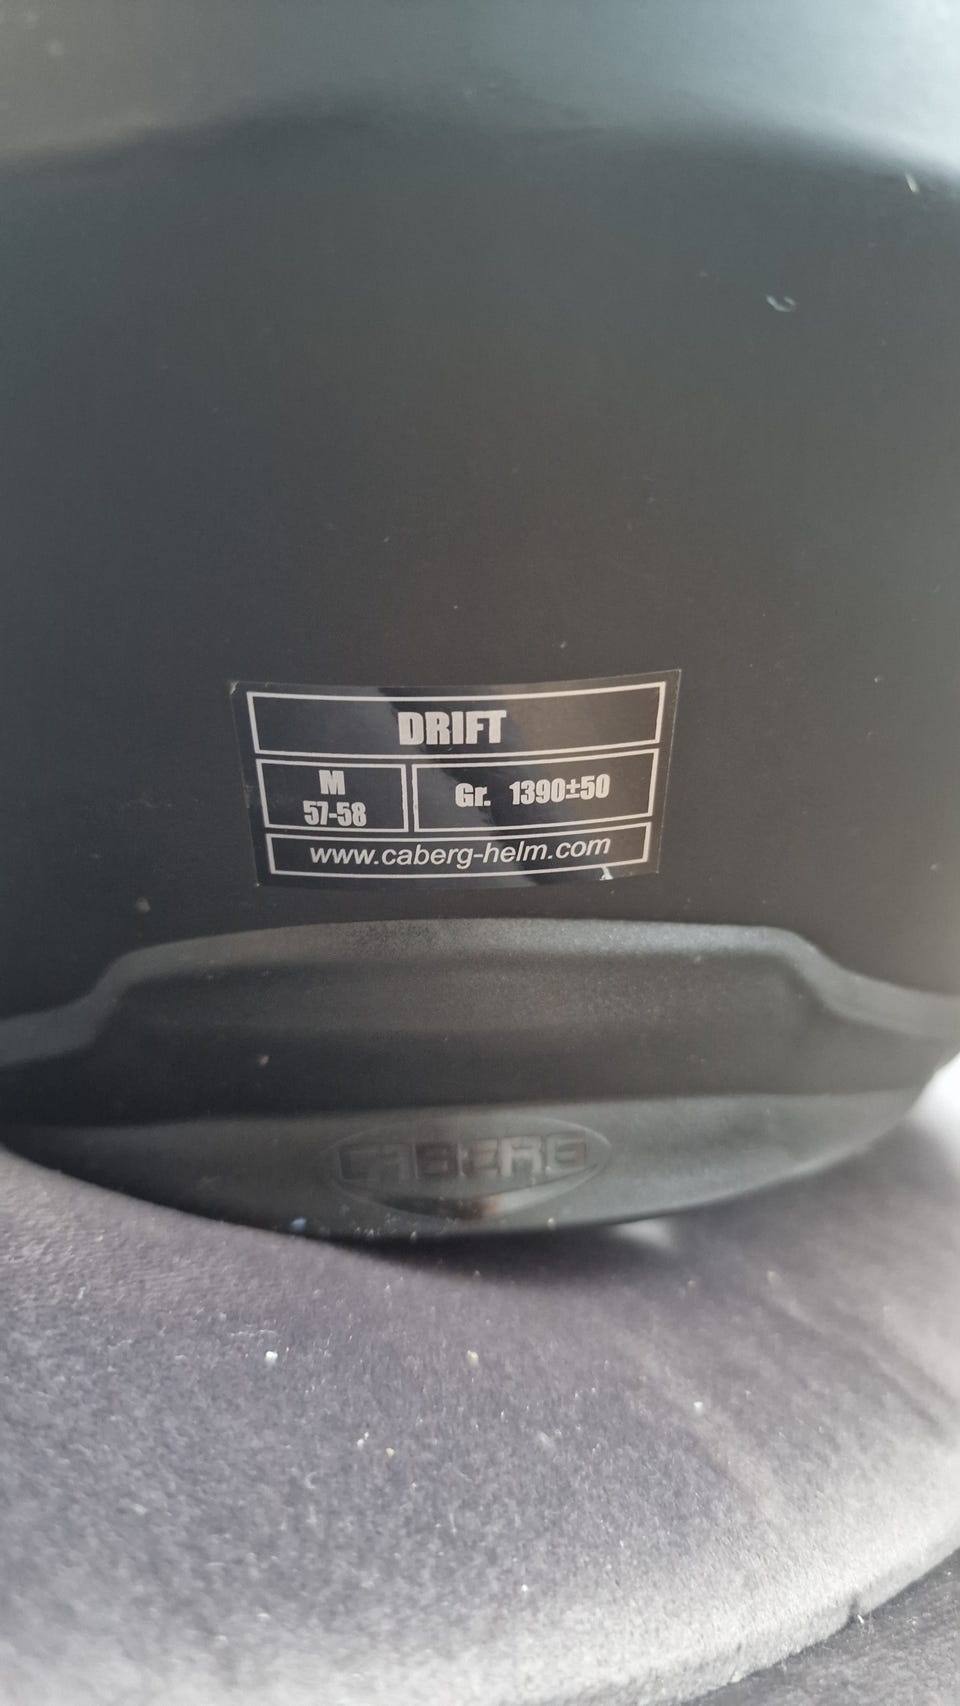 DRIFT
M
57-58
Gr. 1390±50
www.caberg-helm.com
CABERG